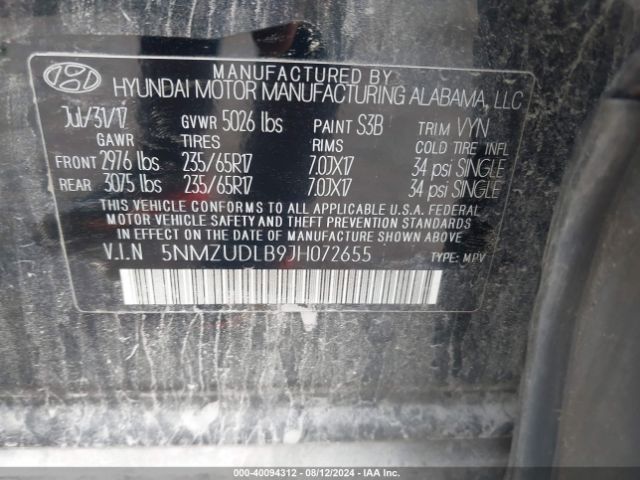 MANUFACTURED BY
HYUNDAI MOTOR MANUFACTURING ALABAMA, LLC
Jul/31/17 GVWR 5026 lbs PAINT S3B TRIM VYN
GAWR TIRES RIMS COLD TIRE INFL
FRONT 2976 lbs 235/65R17 7.0JX17 34 psi SINGLE
REAR 3075 lbs 235/65R17 7.0JX17 34 psi SINGLE
THIS VEHICLE CONFORMS TO ALL APPLICABLE U.S.A. FEDERAL
MOTOR VEHICLE SAFETY AND THEFT PREVENTION STANDARDS
IN EFFECT ON THE DATE OF MANUFACTURE SHOWN ABOVE.
V.I.N 5NMZUDLB9JH072655 TYPE: MPV
000-40094312 - 08/12/2024 - IAA Inc.